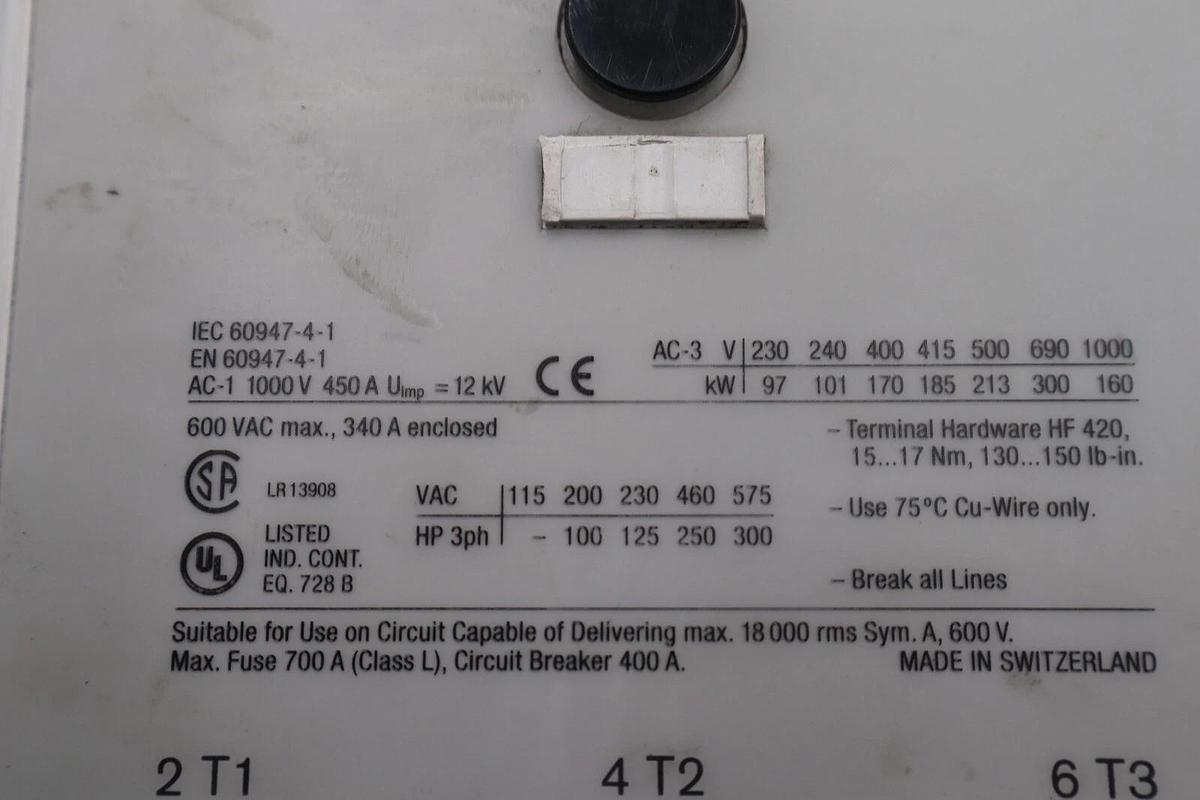 IEC 60947-4-1
EN 60947-4-1
AC-1 1000 V 450 A Uimp = 12 kV
CE
AC-3 V 230 240 400 415 500 690 1000
kW 97 101 170 185 213 300 160
600 VAC max., 340 A enclosed
– Terminal Hardware HF 420,
15...17 Nm, 130...150 lb-in.
SA LR 13908
VAC 115 200 230 460 575
HP 3ph – 100 125 250 300
– Use 75°C Cu-Wire only.
UL
LISTED
IND. CONT.
EQ. 728 B
– Break all Lines
Suitable for Use on Circuit Capable of Delivering max. 18 000 rms Sym. A, 600 V.
Max. Fuse 700 A (Class L), Circuit Breaker 400 A.
MADE IN SWITZERLAND
2 T1 4 T2 6 T3